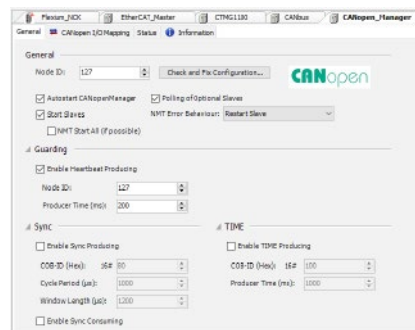 Flexium_NCK EtherCAT_Master CTMG1180 CANbus CANopen_Manager
General CANopen I/O Mapping Status Information
General
Node ID: 127 Check and Fix Configuration... CANopen
Autostart CANopenManager Polling of Optional Slaves
Start Slaves NMT Error Behaviour: Restart Slave
NMT Start All (if possible)
Guarding
Enable Heartbeat Producing
Node ID: 127
Producer Time (ms): 200
Sync TIME
Enable Sync Producing Enable TIME Producing
COB-ID (Hex): 16# 80 COB-ID (Hex): 16# 100
Cycle Period (µs): 1000 Producer Time (ms): 1000
Window Length (µs): 1200
Enable Sync Consuming